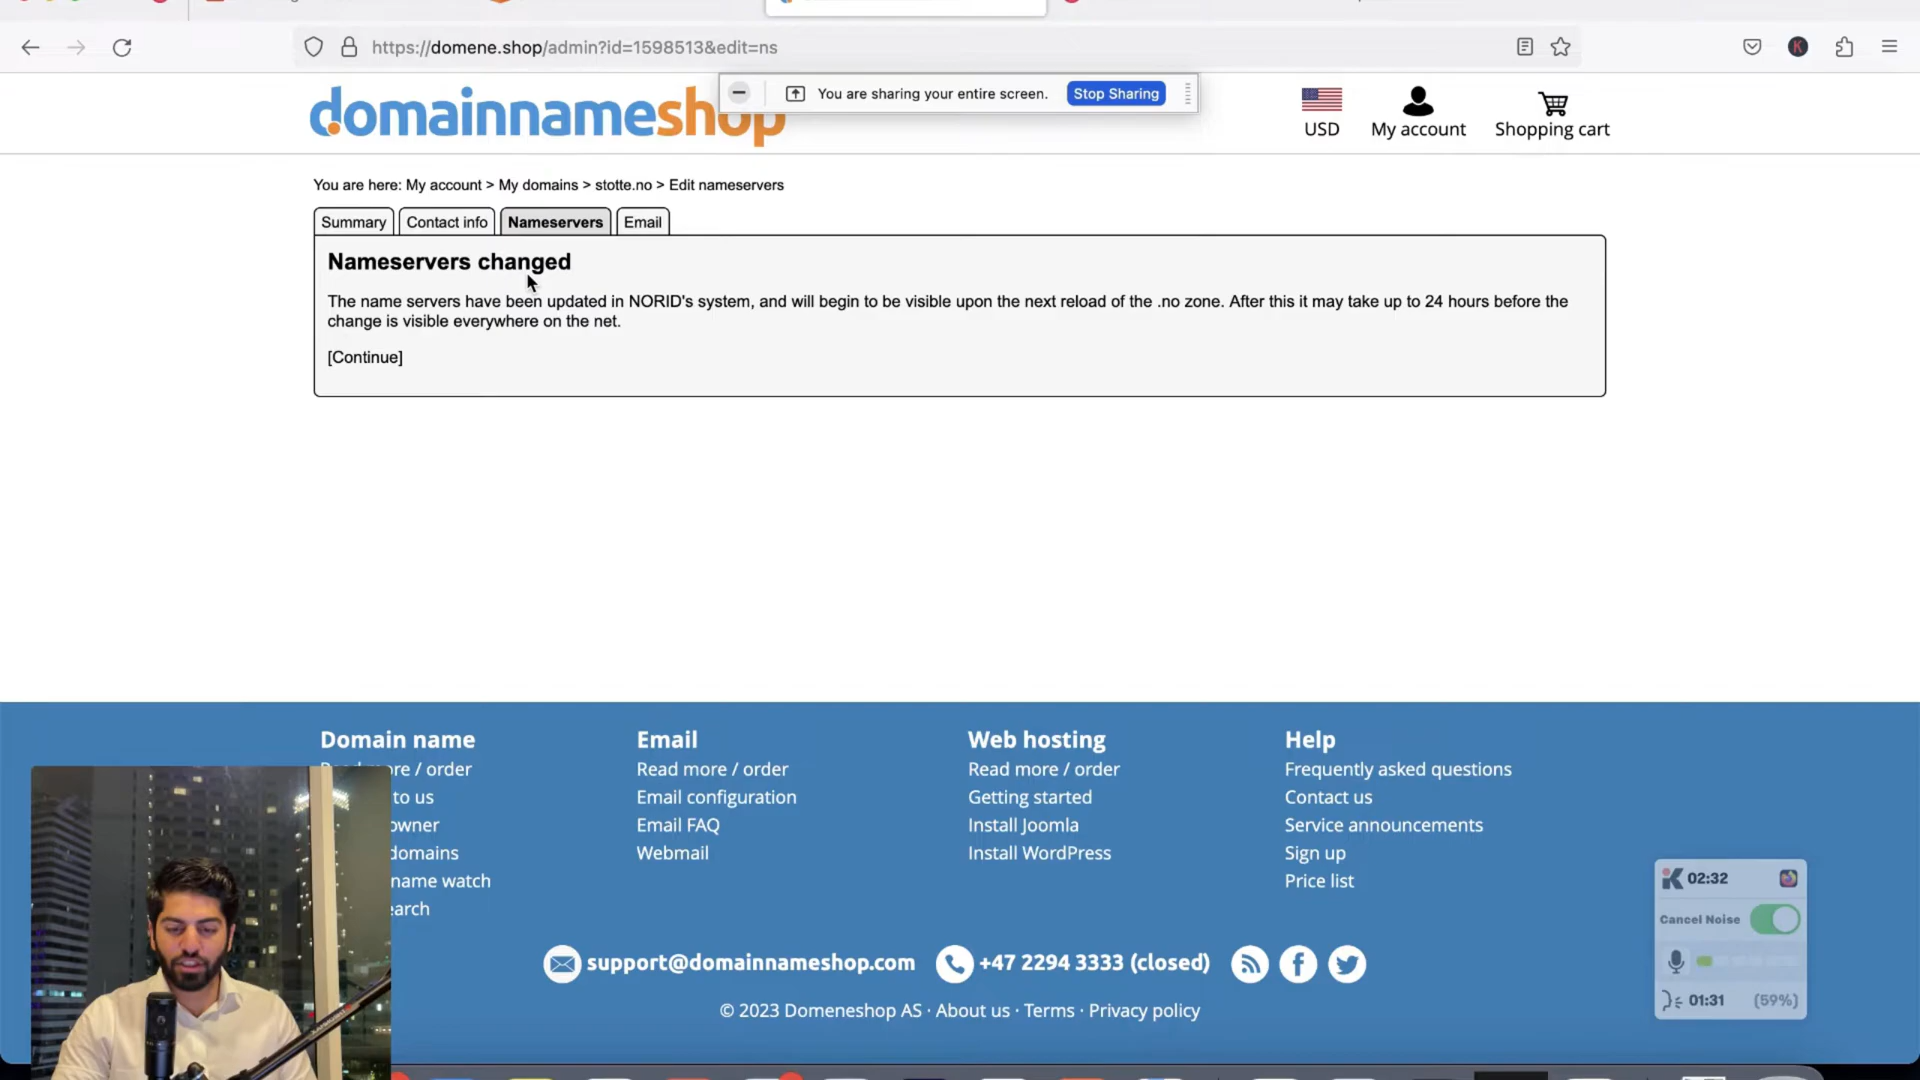 https://domene.shop/admin?id=1598513&edit=ns
domainnameshop
You are sharing your entire screen.
Stop Sharing
USD
My account
Shopping cart
You are here: My account > My domains > stotte.no > Edit nameservers
Summary
Contact info
Nameservers
Email
Nameservers changed
The name servers have been updated in NORID's system, and will begin to be visible upon the next reload of the .no zone. After this it may take up to 24 hours before the
change is visible everywhere on the net.
[Continue]
Domain name
/ order
to us
owner
domains
name watch
Email
Read more / order
Email configuration
Email FAQ
Webmail
Web hosting
Read more / order
Getting started
Install Joomla
Install WordPress
Help
Frequently asked questions
Contact us
Service announcements
Sign up
Price list
support@domainnameshop.com
+47 2294 3333 (closed)
© 2023 Domeneshop AS · About us · Terms · Privacy policy
K
02:32
Cancel Noise
01:31
(59%)